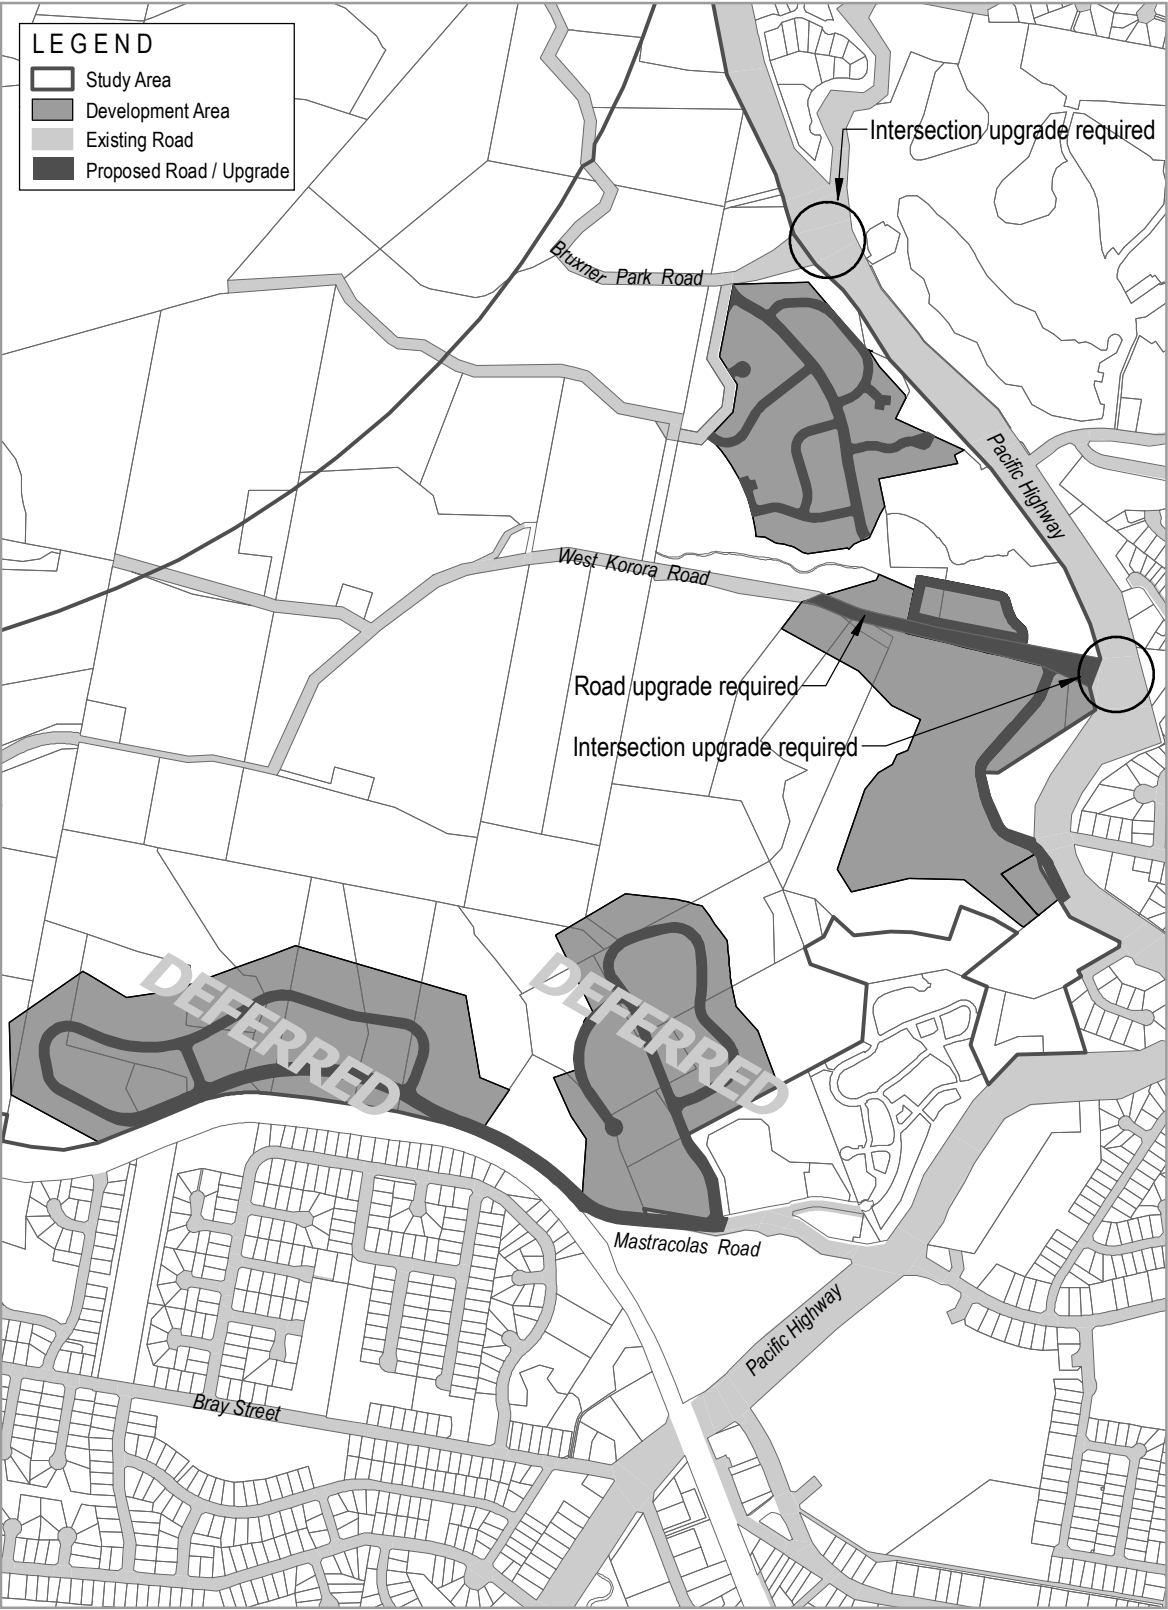 LEGEND
Study Area
Development Area
Existing Road
Proposed Road / Upgrade
Intersection upgrade required
Bruxner Park Road
Pacific Highway
West Korora Road
Road upgrade required
Intersection upgrade required
DEFERRED
DEFERRED
Mastracolas Road
Pacific Highway
Bray Street